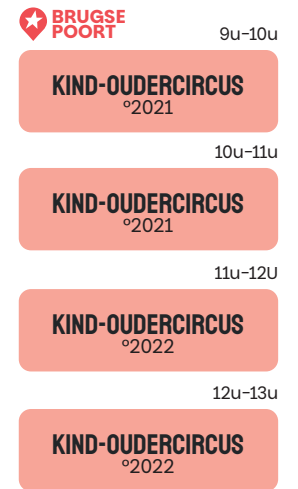 BRUGSE
POORT
9u-10u
KIND-OUDERCIRCUS
°2021
10u-11u
KIND-OUDERCIRCUS
°2021
11u-12U
KIND-OUDERCIRCUS
°2022
12u-13u
KIND-OUDERCIRCUS
°2022